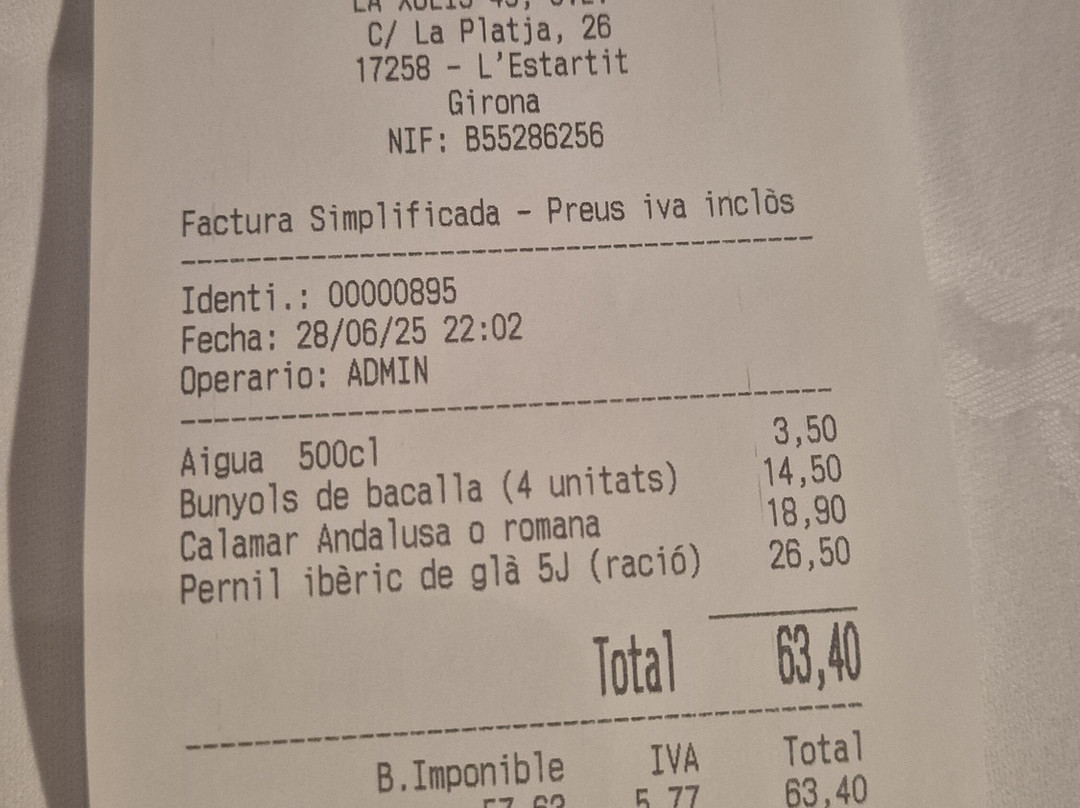 C/ La Platja, 26
17258 - L'Estartit
Girona
NIF: B55286256
Factura Simplificada - Preus iva inclòs
Identi.: 00000895
Fecha: 28/06/25 22:02
Operario: ADMIN
Aigua 500cl 3,50
Bunyols de bacalla (4 unitats) 14,50
Calamar Andalusa o romana 18,90
Pernil ibèric de glà 5J (ració) 26,50
Total 63,40
B.Imponible IVA Total
5,77 63,40